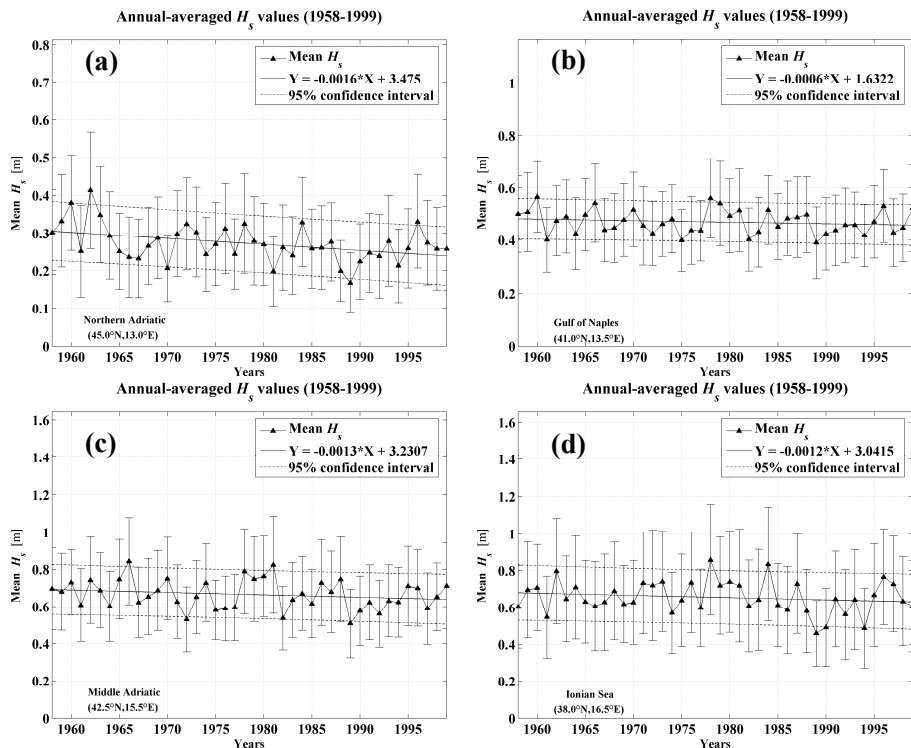 Annual-averaged Hs values (1958-1999)
(a)
Mean Hs
Y = -0.0016*X + 3.475
95% confidence interval
Mean Hs [m]
0.8
0.7
0.6
0.5
0.4
0.3
0.2
0.1
0
Northern Adriatic
(45.0°N,13.0°E)
1960 1965 1970 1975 1980 1985 1990 1995
Years
Annual-averaged Hs values (1958-1999)
(b)
Mean Hs
Y = -0.0006*X + 1.6322
95% confidence interval
Mean Hs [m]
1
0.8
0.6
0.4
0.2
0
Gulf of Naples
(41.0°N,13.5°E)
1960 1965 1970 1975 1980 1985 1990 1995
Years
Annual-averaged Hs values (1958-1999)
(c)
Mean Hs
Y = -0.0013*X + 3.2307
95% confidence interval
Mean Hs [m]
1.6
1.4
1.2
1
0.8
0.6
0.4
0.2
0
Middle Adriatic
(42.5°N,15.5°E)
1960 1965 1970 1975 1980 1985 1990 1995
Years
Annual-averaged Hs values (1958-1999)
(d)
Mean Hs
Y = -0.0012*X + 3.0415
95% confidence interval
Mean Hs [m]
1.6
1.4
1.2
1
0.8
0.6
0.4
0.2
0
Ionian Sea
(38.0°N,16.5°E)
1960 1965 1970 1975 1980 1985 1990 1995
Years